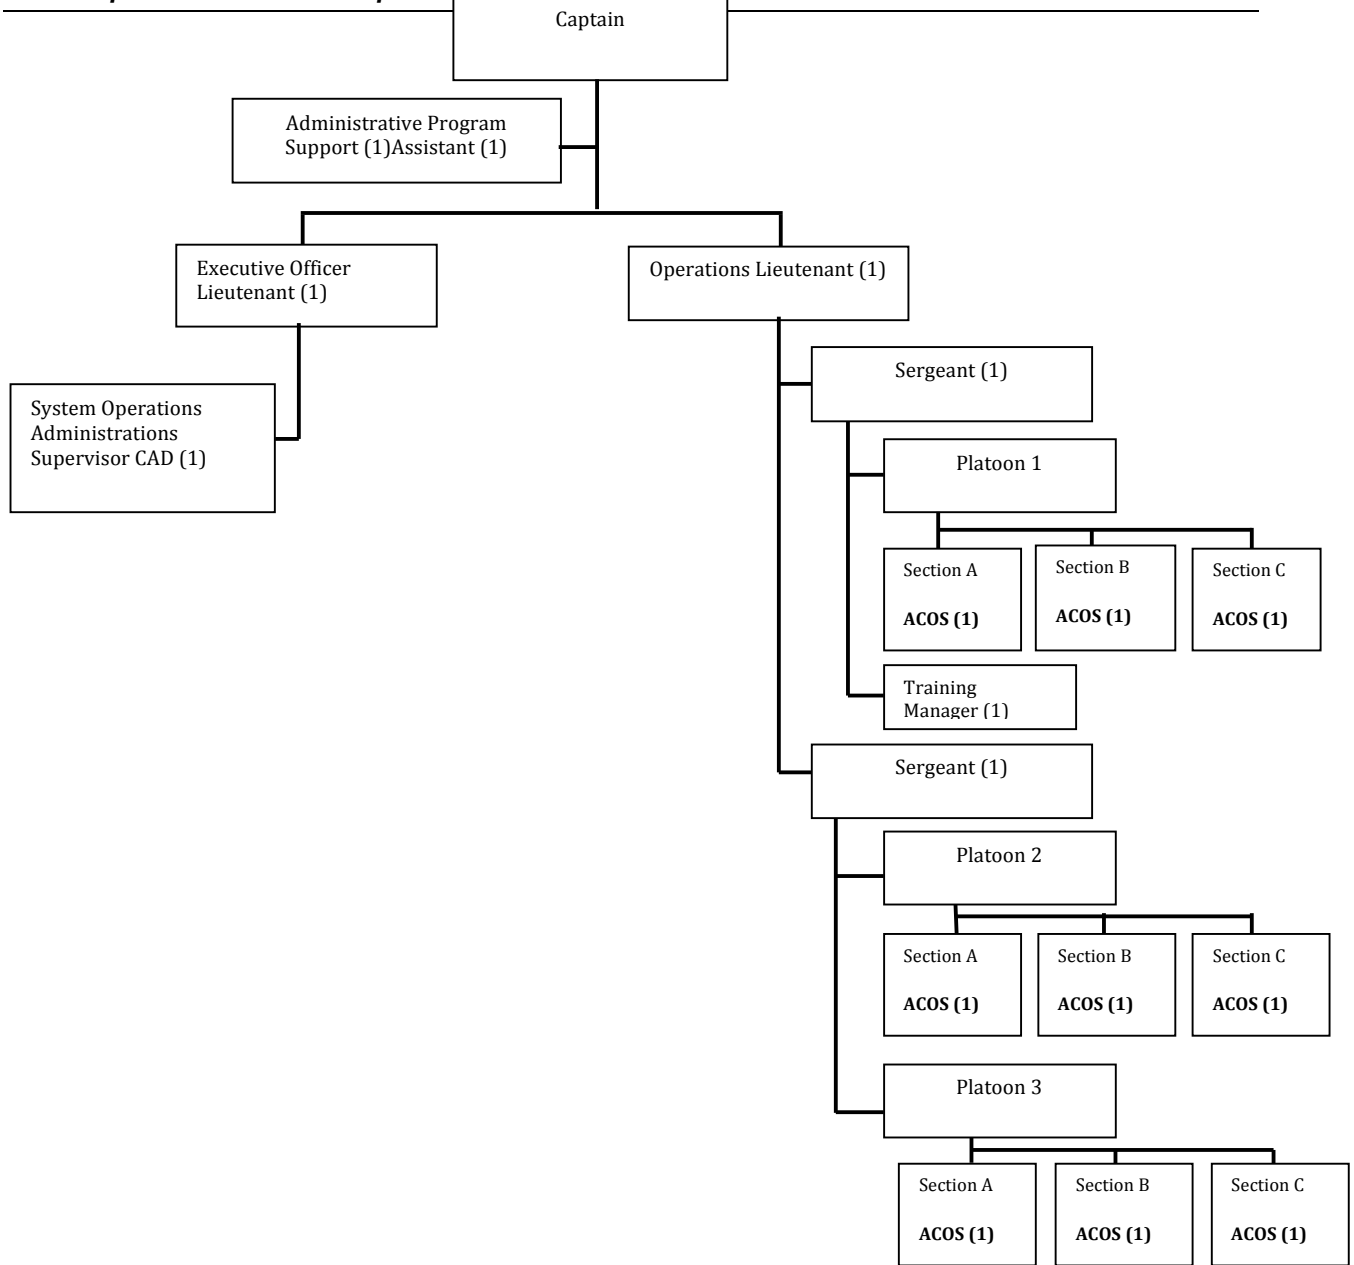 Captain
Administrative Program
Support (1)Assistant (1)
Executive Officer
Lieutenant (1)
Operations Lieutenant (1)
Sergeant (1)
System Operations
Administrations
Supervisor CAD (1)
Platoon 1
Section A
ACOS (1)
Section B
ACOS (1)
Section C
ACOS (1)
Training
Manager (1)
Sergeant (1)
Platoon 2
Section A
ACOS (1)
Section B
ACOS (1)
Section C
ACOS (1)
Platoon 3
Section A
ACOS (1)
Section B
ACOS (1)
Section C
ACOS (1)